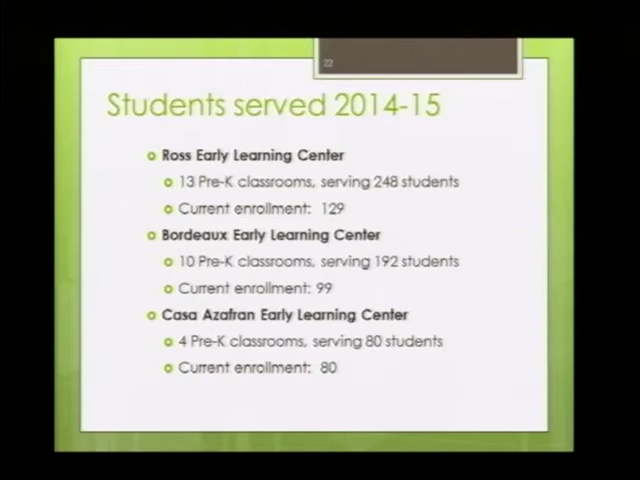 22
Students served 2014-15
Ross Early Learning Center
13 Pre-K classrooms, serving 248 students
Current enrollment: 129
Bordeaux Early Learning Center
10 Pre-K classrooms, serving 192 students
Current enrollment: 99
Casa Azafran Early Learning Center
4 Pre-K classrooms, serving 80 students
Current enrollment: 80